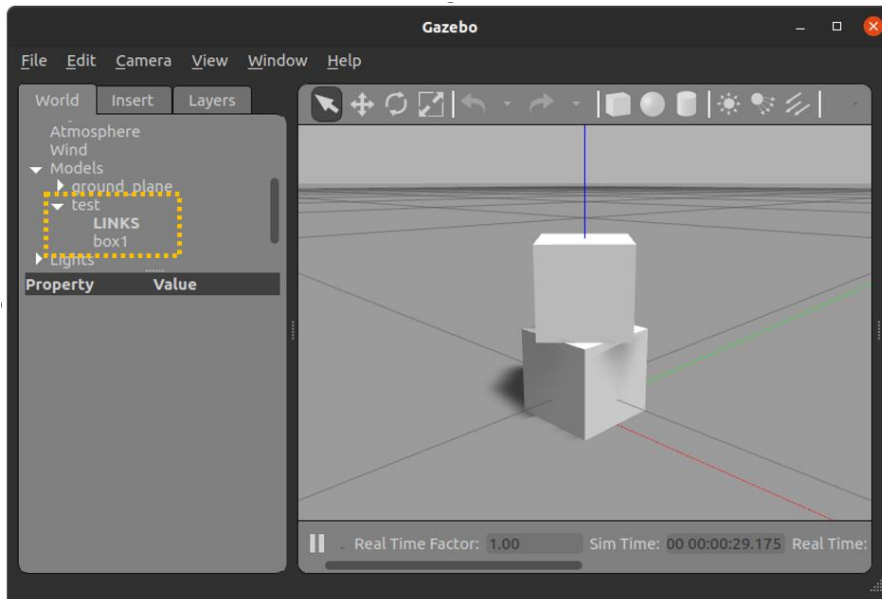 Gazebo
File Edit Camera View Window Help
World Insert Layers
Atmosphere
Wind
Models
ground_plane
test
LINKS
box1
Lights
Property Value
Real Time Factor: 1.00 Sim Time: 00 00:00:29.175 Real Time: